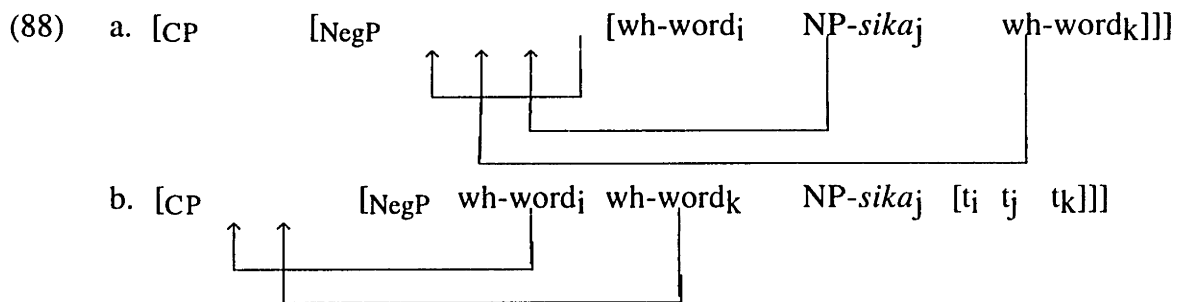 (88) a. [CP [NegP [wh-wordi NP-sikaj wh-wordk]]]
b. [CP [NegP wh-wordi wh-wordk NP-sikaj [ti tj tk]]]